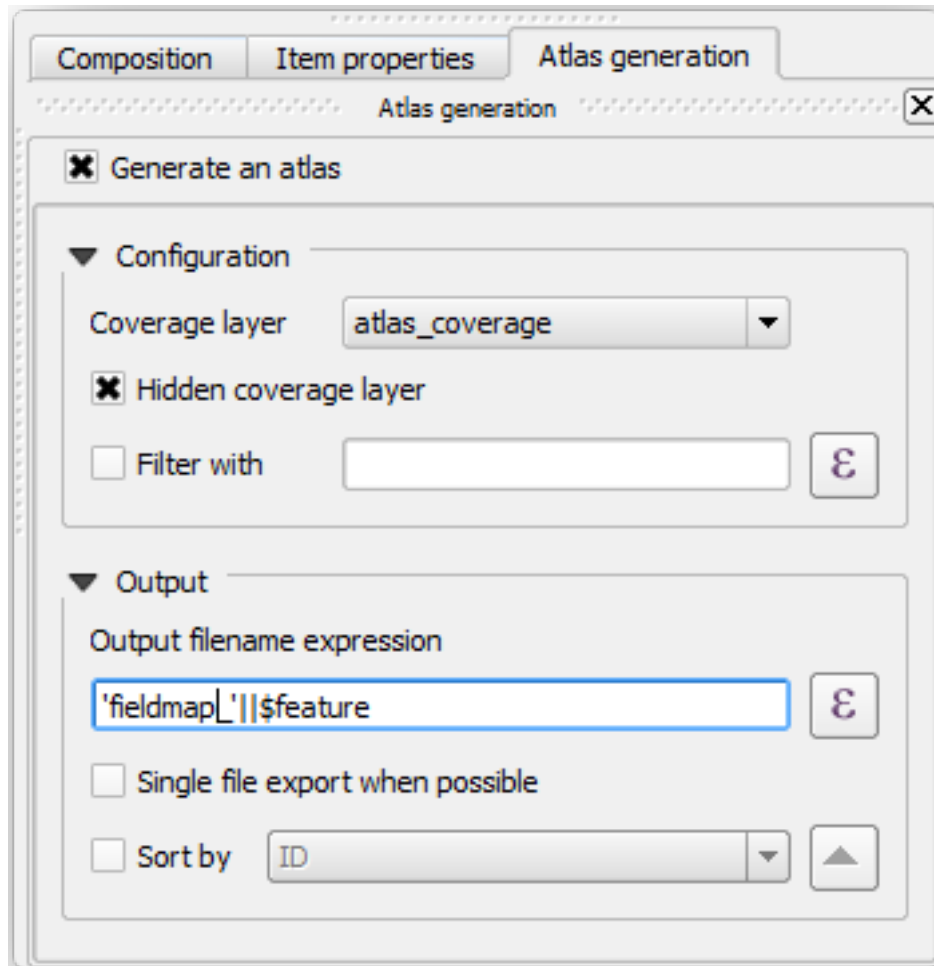 Composition Item properties Atlas generation
Atlas generation
Generate an atlas
Configuration
Coverage layer atlas_coverage
Hidden coverage layer
Filter with ε
Output
Output filename expression
'fieldmap_'||$feature ε
Single file export when possible
Sort by ID